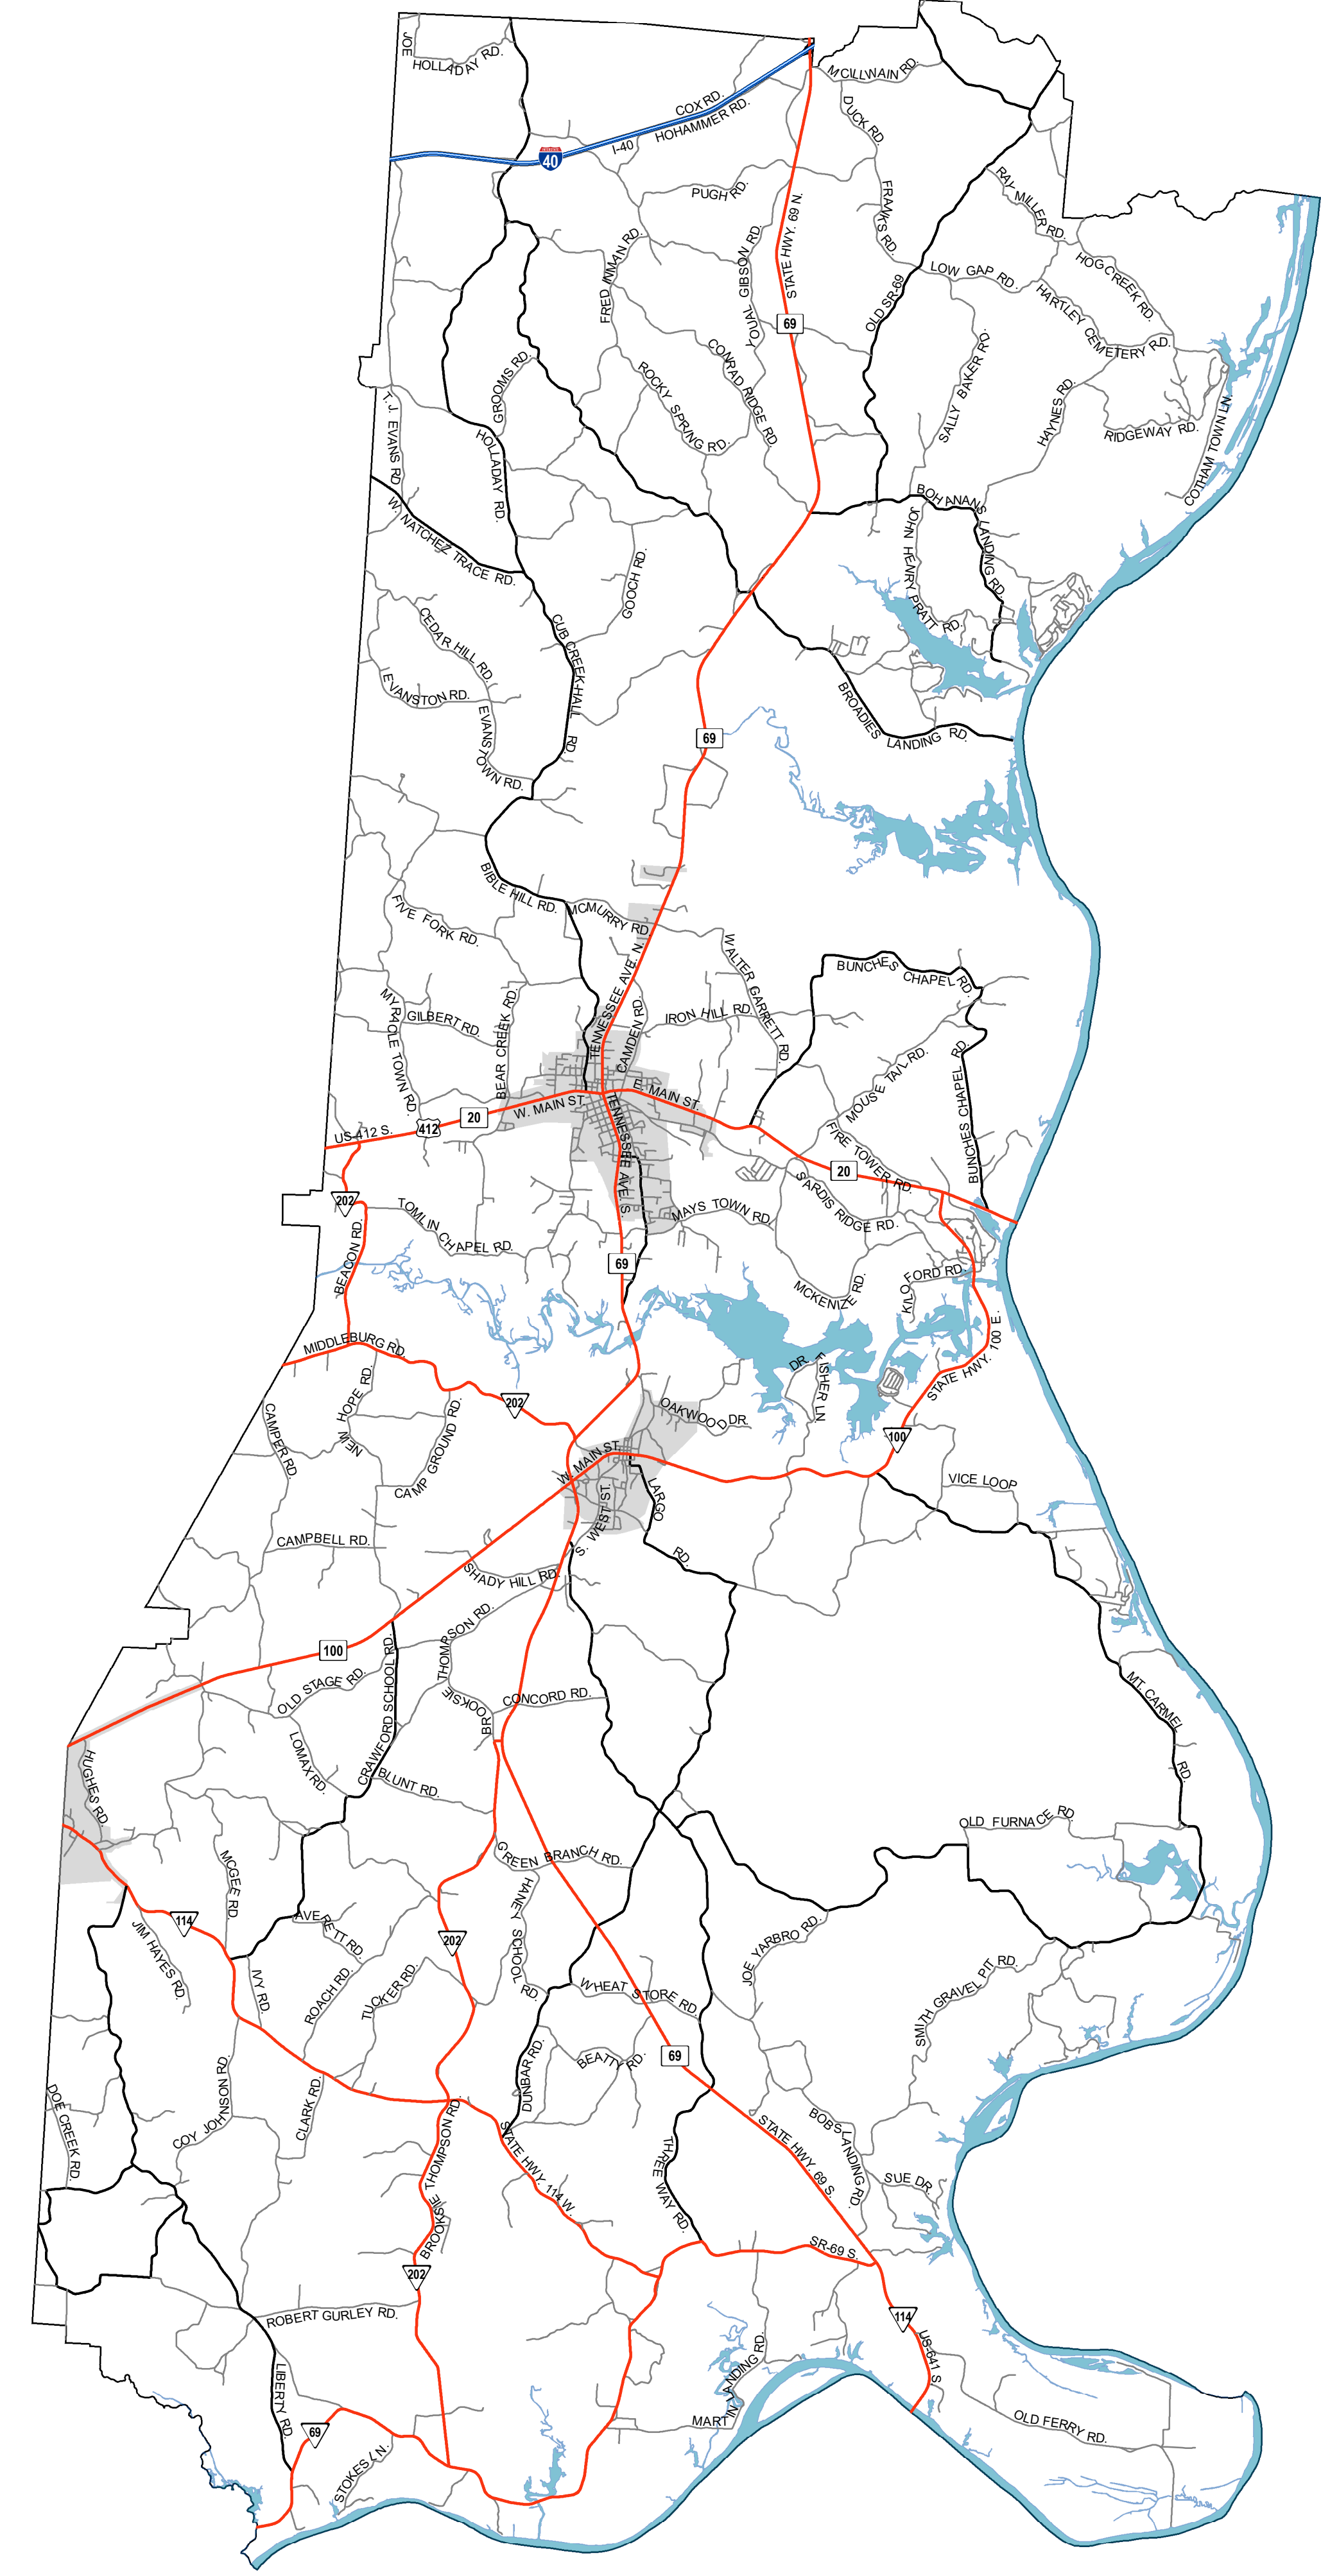 JOE
HOLLADAY RD.
MCILLWAIN RD.
COX RD.
HOHAMMER RD.
I-40
40
DUCK RD.
PUGH RD.
FRANKS RD.
RAY MILLER RD.
STATE HWY. 69 N.
FRED INMAN RD.
YOUAL GIBSON RD.
LOW GAP RD.
HOGCREEK RD.
OLD SR-69
HARTLEY CEMETERY RD.
69
CONRAD RIDGE RD.
ROCKY SPRING RD.
GROOMS RD.
SALLY BAKER RD.
HAYNES RD.
RIDGEWAY RD.
COTHAM TOWN LN.
T.J. EVANS RD.
HOLLADAY RD.
W. NATCHEZ TRACE RD.
BOHANANS LANDING RD.
JOHN HENRY PRATT RD.
GOOCH RD.
CEDAR HILL RD.
CUB CREEK-HALL RD.
EVANSTON RD.
EVANSTOWN RD.
BROADIES LANDING RD.
69
BIBLE HILL RD.
MCMURRY RD.
FIVE FORK RD.
TENNESSEE AVE. N.
WALTER GARRETT RD.
BUNCHES CHAPEL RD.
MYRACLE TOWN RD.
GILBERT RD.
BEAR CREEK RD.
CAMDEN RD.
IRON HILL RD.
MOUSE TAIL RD.
BUNCHES CHAPEL RD.
E. MAIN ST.
W. MAIN ST.
20
412
US-412 S.
TENNESSEE AVE. S.
FIRE TOWER RD.
20
202
SARDIS RIDGE RD.
TOMLIN CHAPEL RD.
MAYS TOWN RD.
BEACON RD.
69
MCKENIZE RD.
KILOFORD RD.
MIDDLEBURG RD.
DR.
FISHER LN.
STATE HWY. 100 E.
202
NEW HOPE RD.
CAMPER RD.
CAMP GROUND RD.
OAKWOOD DR.
100
W. MAIN ST.
VICE LOOP
LARGO RD.
S. WEST ST.
CAMPBELL RD.
SHADY HILL RD.
100
BROOKSIE THOMPSON RD.
OLD STAGE RD.
CRAWFORD SCHOOL RD.
CONCORD RD.
MT. CARMEL RD.
LOMAX RD.
HUGHES RD.
BLUNT RD.
OLD FURNACE RD.
GREEN BRANCH RD.
MCGEE RD.
HANEY SCHOOL RD.
114
AVERETT RD.
JIM HAYES RD.
202
JOE YARBRO RD.
IVY RD.
ROACH RD.
TUCKER RD.
WHEAT STORE RD.
SMITH GRAVEL PIT RD.
DUNBAR RD.
BEATTY RD.
69
COY JOHNSON RD.
CLARK RD.
DOE CREEK RD.
BROOKSIE THOMPSON RD.
STATE HWY. 114 W.
THREE WAY RD.
STATE HWY. 69 S.
BOBS LANDING RD.
SUE DR.
SR-69 S.
202
ROBERT GURLEY RD.
114
US-641 S.
LIBERTY RD.
MARTIN LANDING RD.
OLD FERRY RD.
69
STOKES LN.